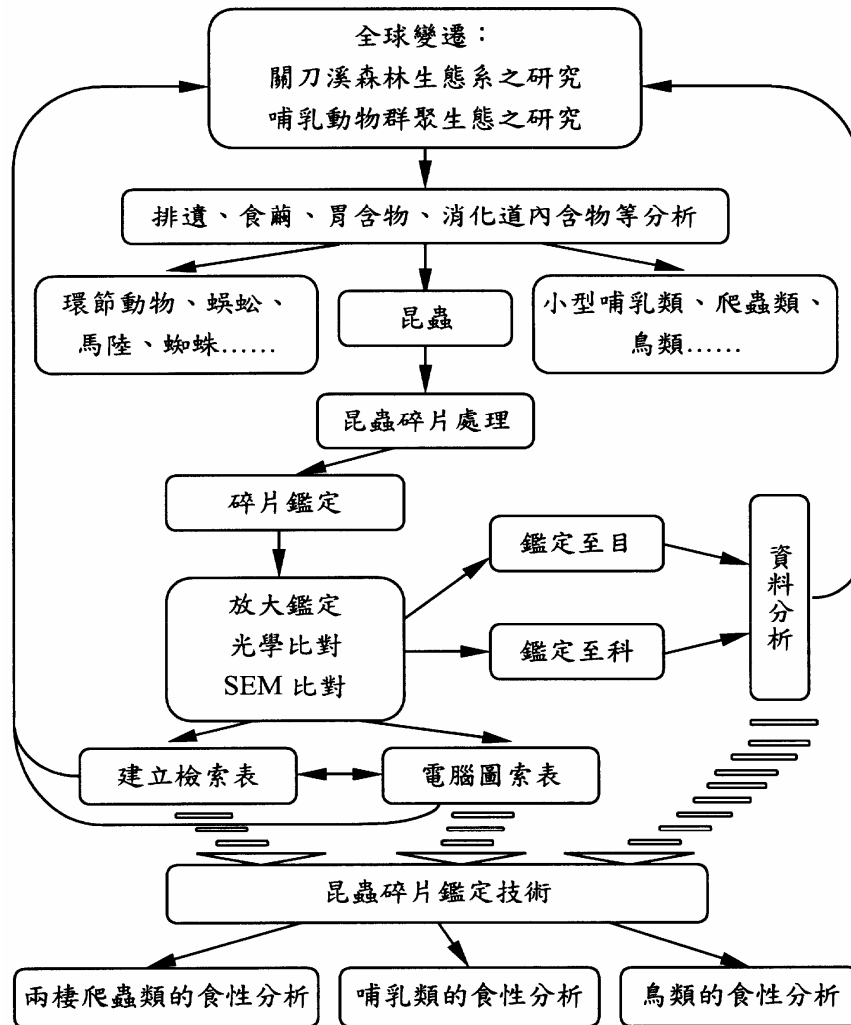 全球變遷：
關刀溪森林生態系之研究
哺乳動物群聚生態之研究
排遺、食繭、胃含物、消化道內含物等分析
環節動物、蜈蚣、
馬陸、蜘蛛……
昆蟲
小型哺乳類、爬蟲類、
鳥類……
昆蟲碎片處理
碎片鑑定
放大鑑定
光學比對
SEM 比對
鑑定至目
鑑定至科
資料分析
建立檢索表
電腦圖索表
昆蟲碎片鑑定技術
兩棲爬蟲類的食性分析
哺乳類的食性分析
鳥類的食性分析